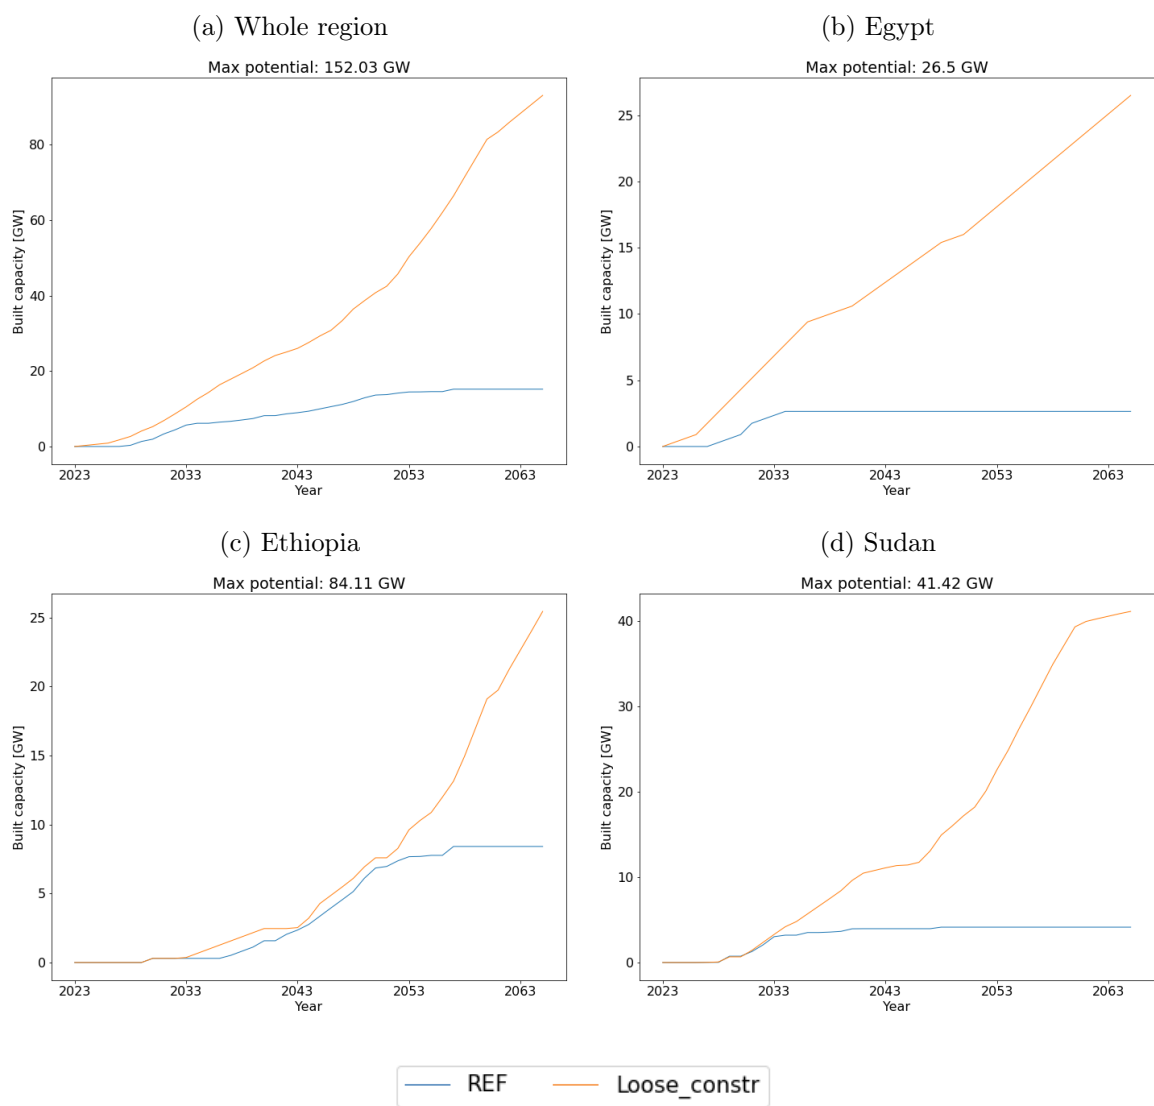 (a) Whole region
Max potential: 152.03 GW
Built capacity [GW]
80
60
40
20
0
2023 2033 2043 2053 2063
Year
(b) Egypt
Max potential: 26.5 GW
Built capacity [GW]
25
20
15
10
5
0
2023 2033 2043 2053 2063
Year
(c) Ethiopia
Max potential: 84.11 GW
Built capacity [GW]
25
20
15
10
5
0
2023 2033 2043 2053 2063
Year
(d) Sudan
Max potential: 41.42 GW
Built capacity [GW]
40
30
20
10
0
2023 2033 2043 2053 2063
Year
REF Loose_constr